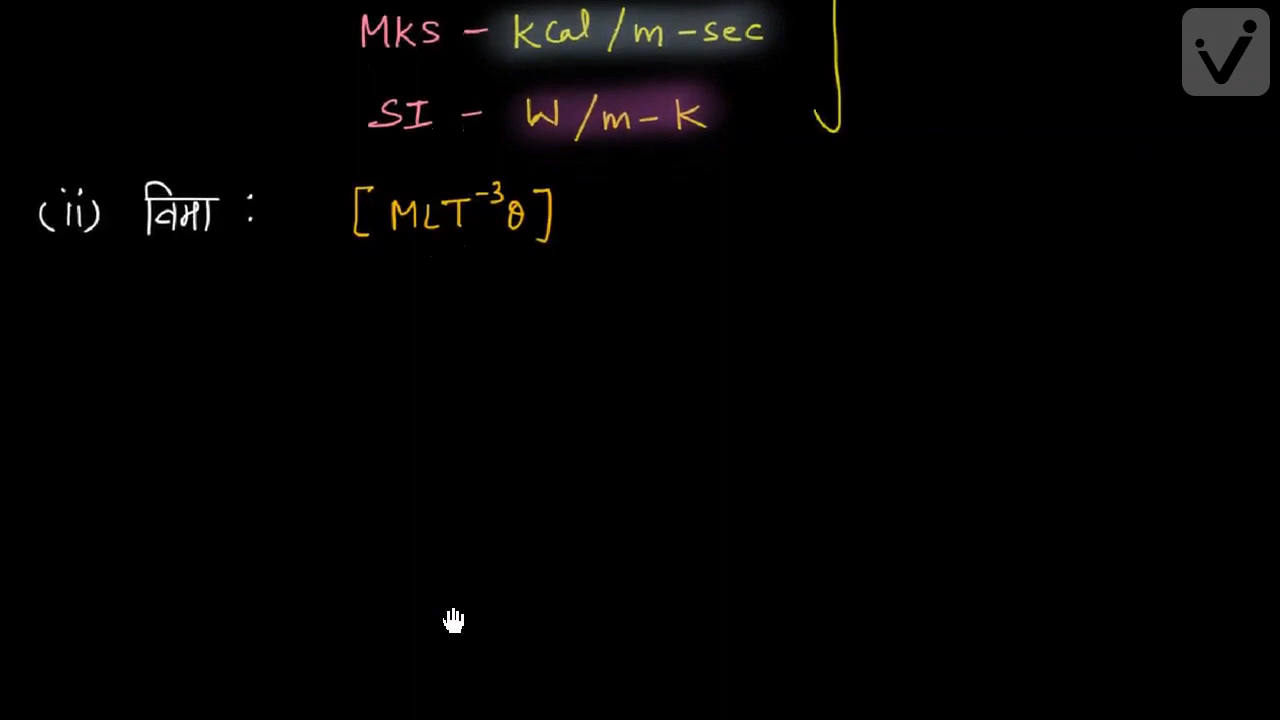 MKS - kcal/m-sec
SI - W/m-K
(ii) विमा : [MLT⁻³θ]